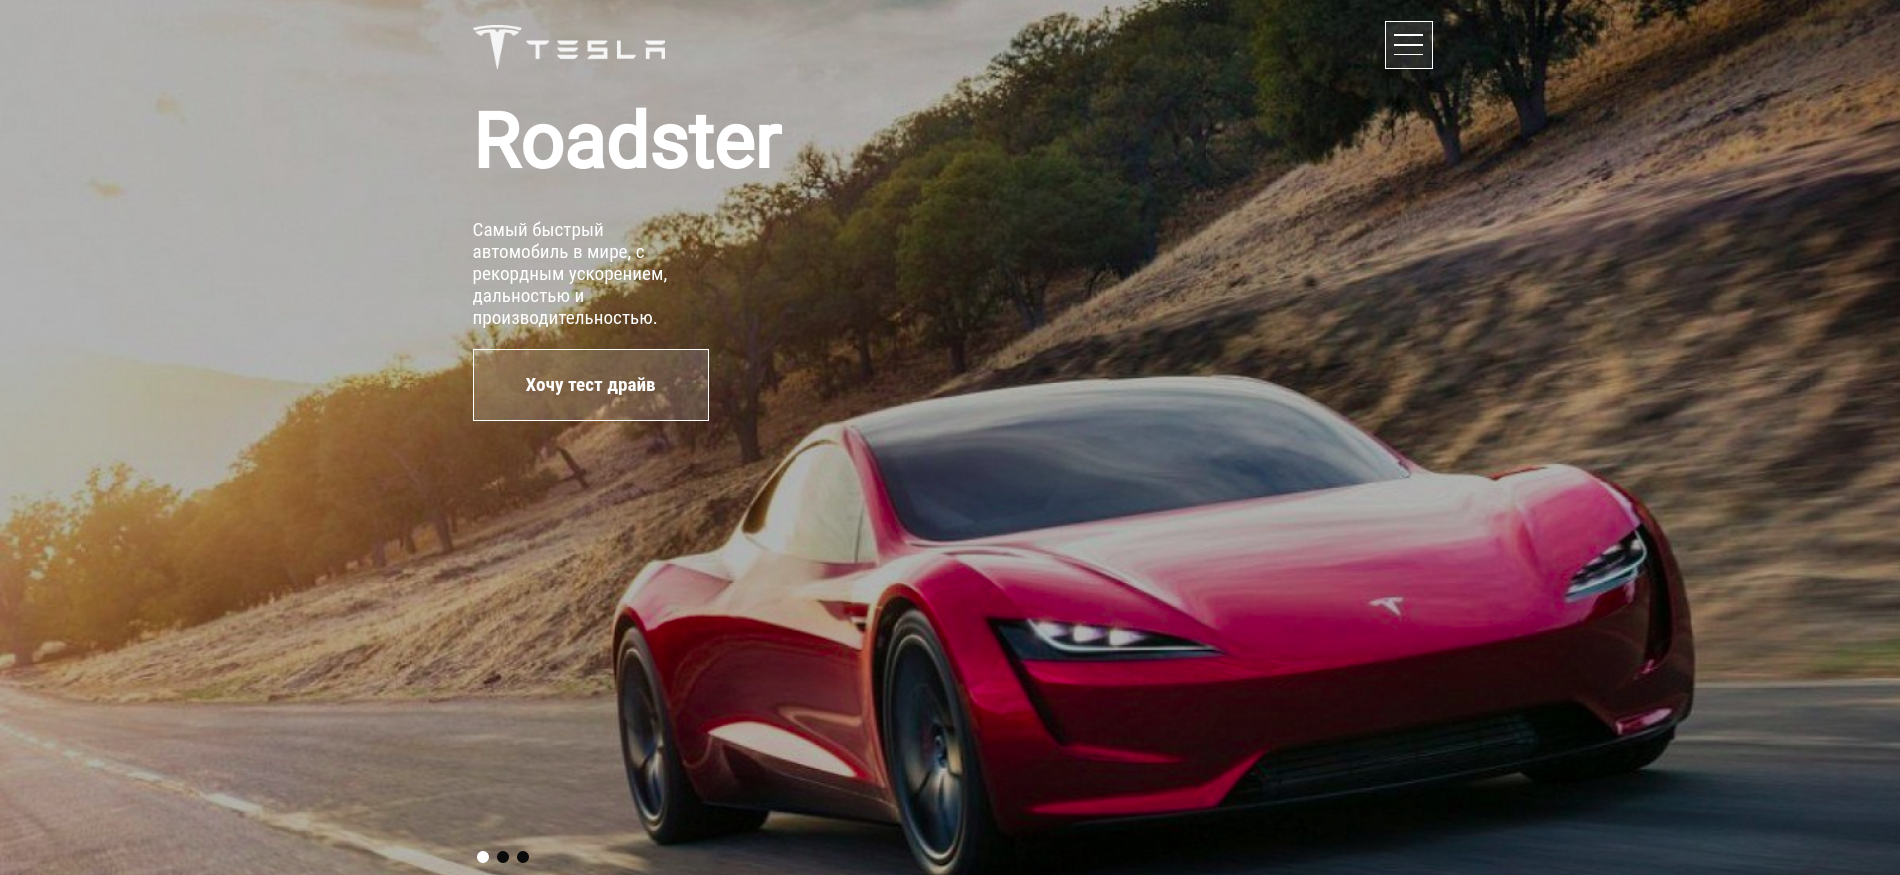 TESLA
Roadster
Самый быстрый
автомобиль в мире, с
рекордным ускорением,
дальностью и
производительностью.
Хочу тест драйв